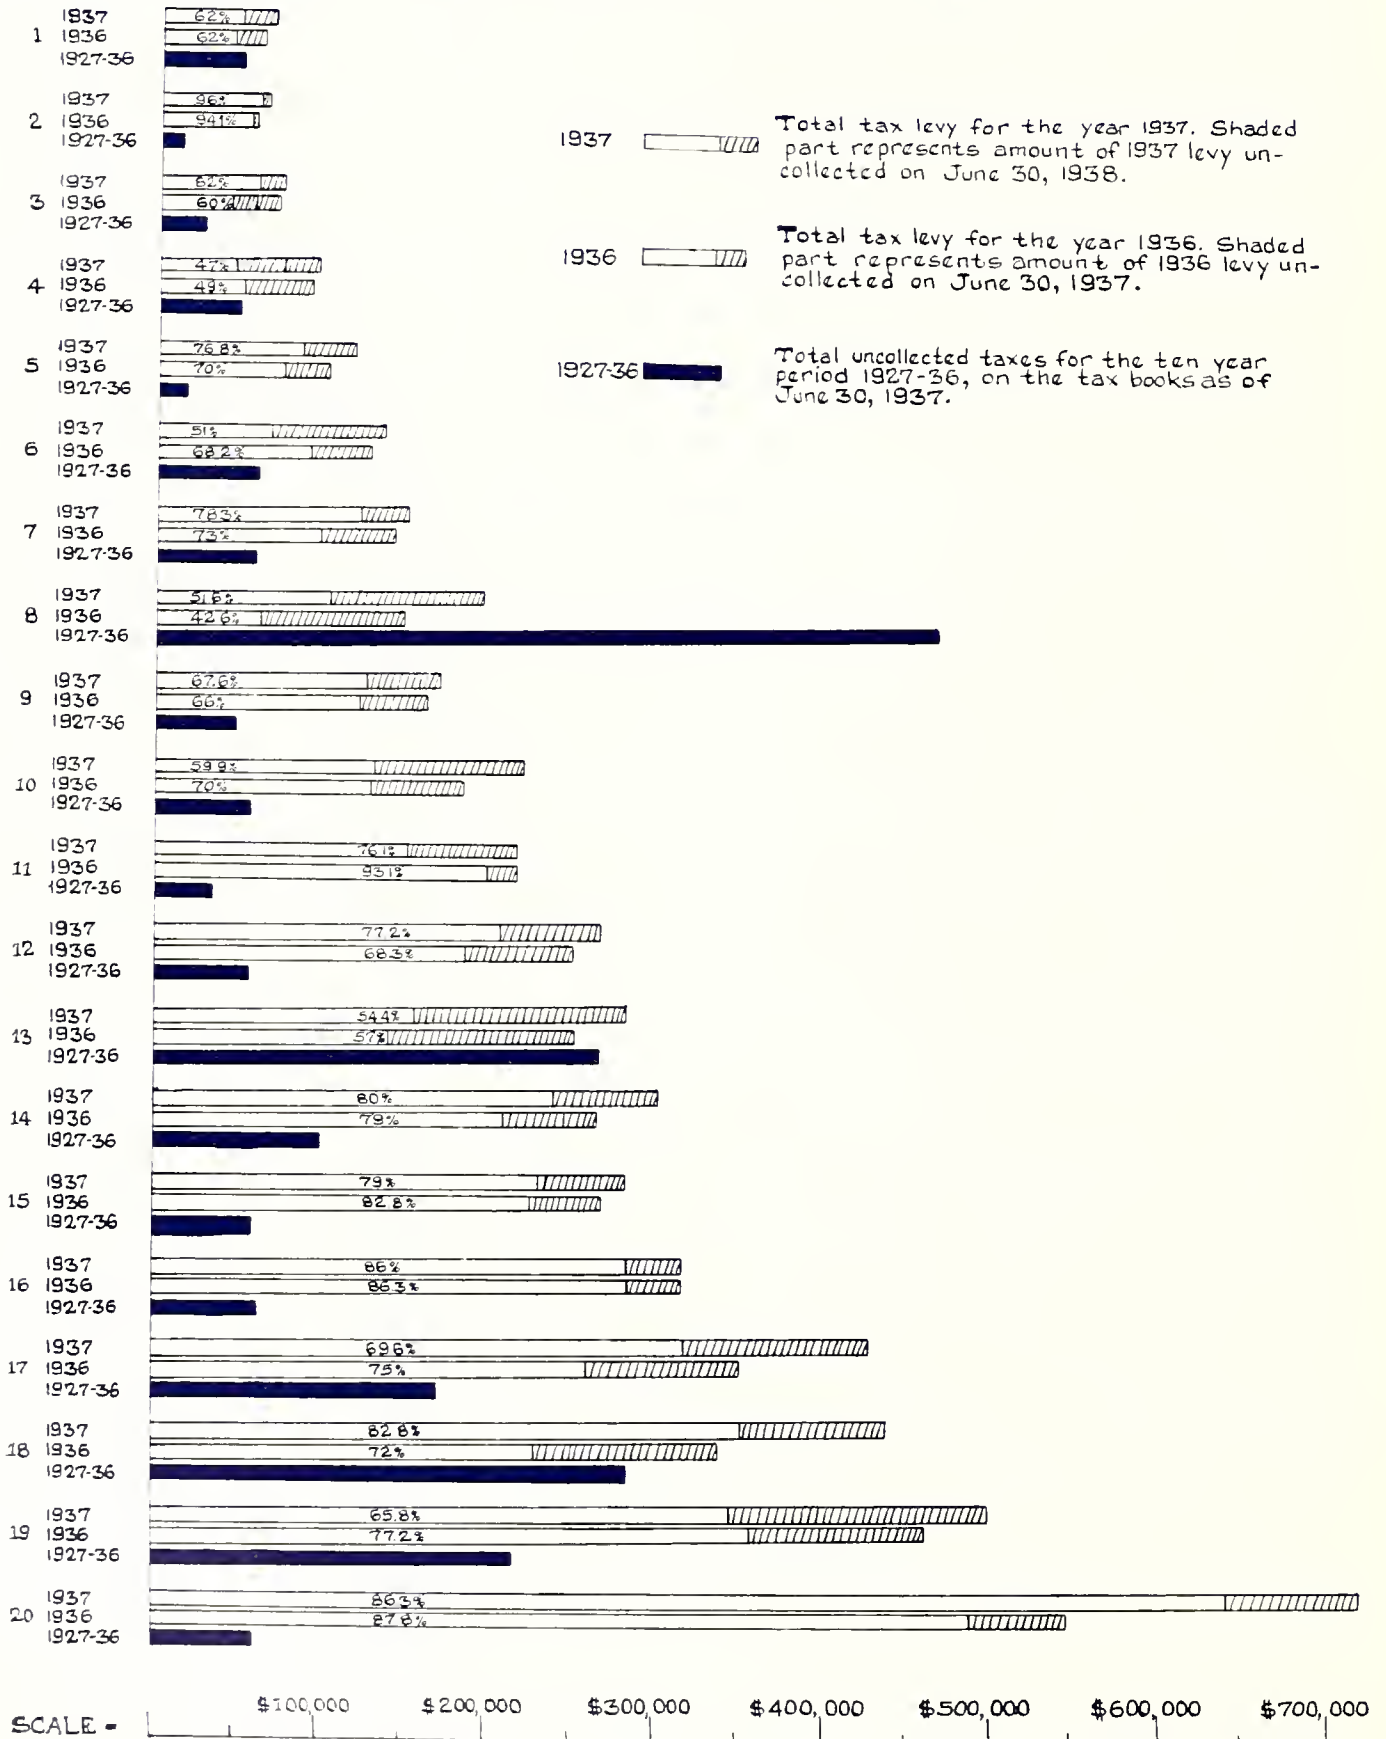 1937 62%
1 1936 62%
1927-36
1937 96%
2 1936 94.1%
1927-36
1937 Total tax levy for the year 1937. Shaded
part represents amount of 1937 levy un-
collected on June 30, 1938.
1937 82%
3 1936 60%
1927-36
1936 Total tax levy for the year 1936. Shaded
part represents amount of 1936 levy un-
collected on June 30, 1937.
1937 47%
4 1936 49%
1927-36
1937 76.8%
5 1936 70%
1927-36
1927-36 Total uncollected taxes for the ten year
period 1927-36, on the tax books as of
June 30, 1937.
1937 51%
6 1936 68.2%
1927-36
1937 78.3%
7 1936 73%
1927-36
1937 51.6%
8 1936 42.6%
1927-36
1937 67.6%
9 1936 66%
1927-36
1937 59.9%
10 1936 70%
1927-36
1937 76.1%
11 1936 93.1%
1927-36
1937 77.2%
12 1936 68.3%
1927-36
1937 54.4%
13 1936 57%
1927-36
1937 80%
14 1936 79%
1927-36
1937 79%
15 1936 82.8%
1927-36
1937 86%
16 1936 86.3%
1927-36
1937 69.6%
17 1936 75%
1927-36
1937 82.8%
18 1936 72%
1927-36
1937 65.8%
19 1936 77.2%
1927-36
1937 86.3%
20 1936 87.8%
1927-36
$100,000 $200,000 $300,000 $400,000 $500,000 $600,000 $700,000
SCALE -